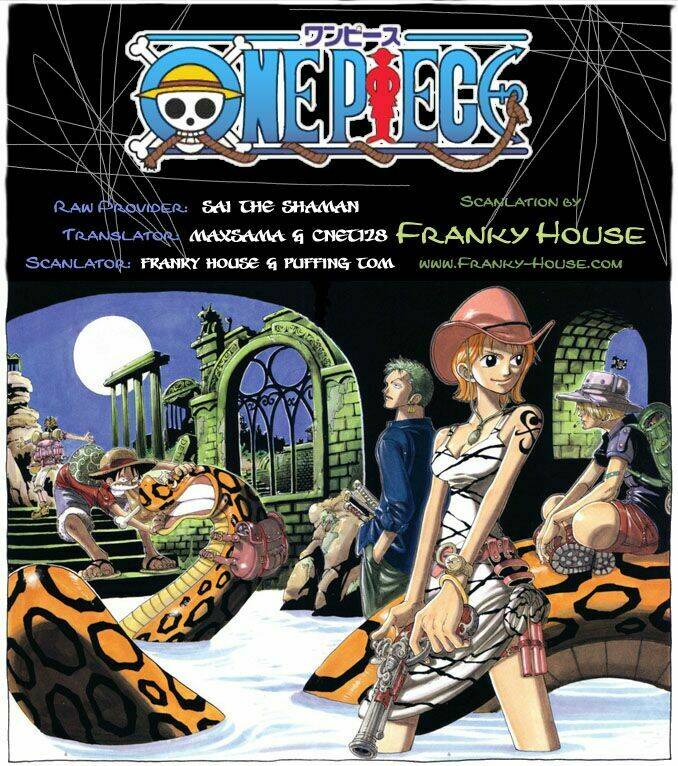 ワンピース
ONE PIECE
RAW PROVIDER: SAI THE SHAMAN
TRANSLATOR: MAXSAMA & CNET128
SCANLATOR: FRANKY HOUSE & PUFFING TOM
SCANLATION BY
FRANKY HOUSE
WWW.FRANKY-HOUSE.COM